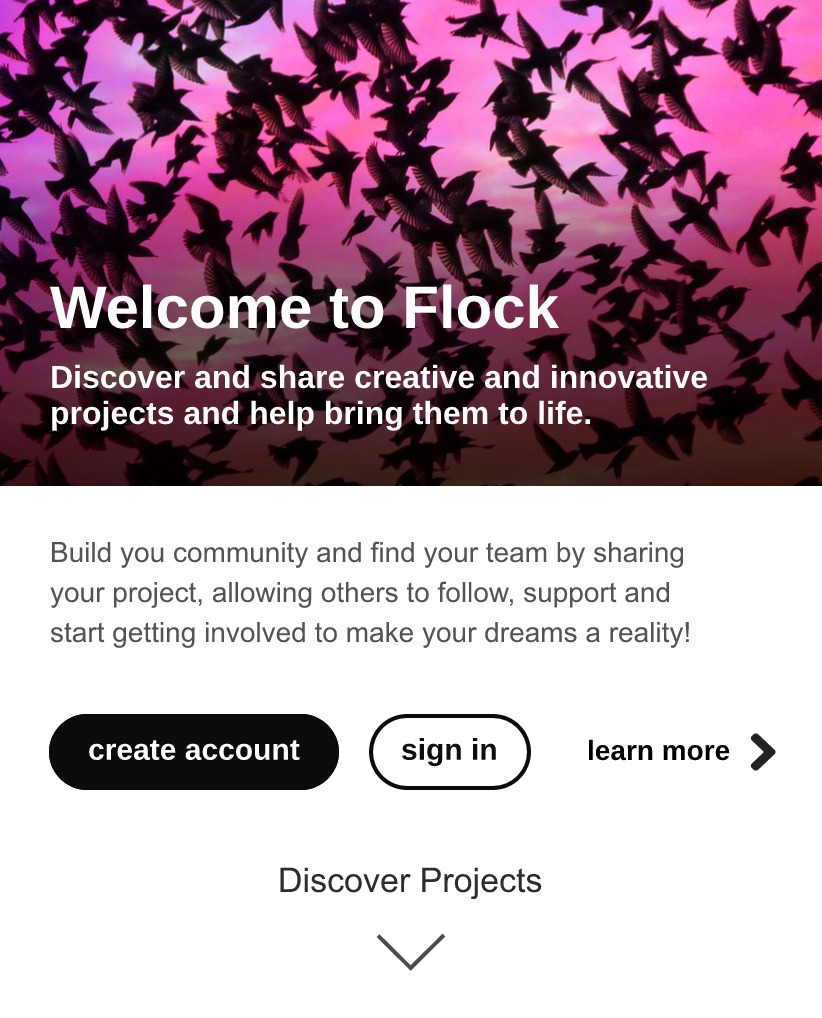 Welcome to Flock
Discover and share creative and innovative
projects and help bring them to life.
Build you community and find your team by sharing
your project, allowing others to follow, support and
start getting involved to make your dreams a reality!
create account
sign in
learn more
Discover Projects